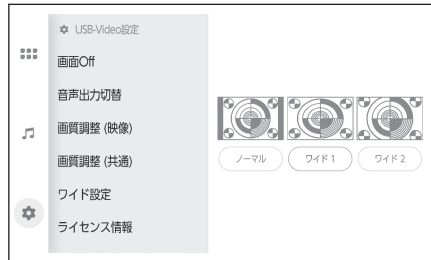 USB-Video設定
画面Off
音声出力切替
画質調整 (映像)
画質調整 (共通)
ワイド設定
ライセンス情報
ノーマル
ワイド 1
ワイド 2